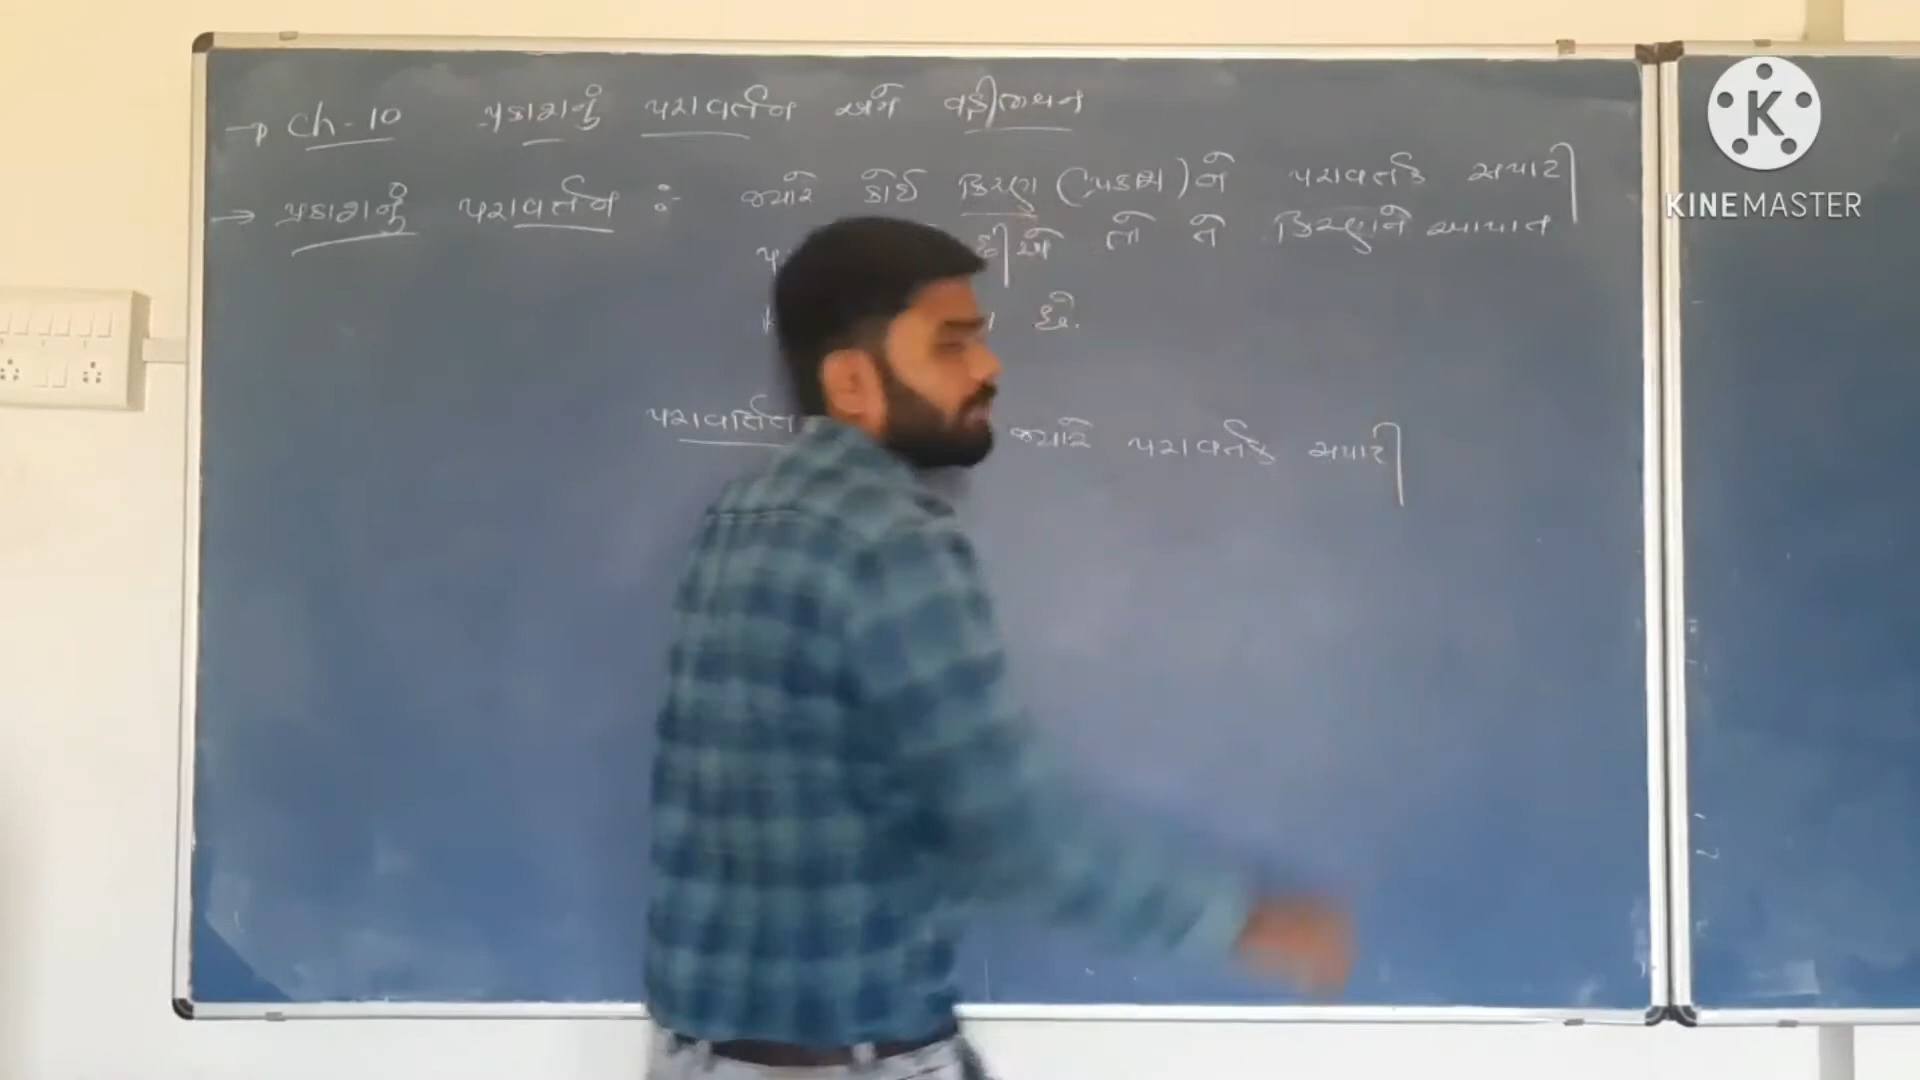 → Ch-10 પ્રકાશનું પરાવર્તન અને વક્રીભવન
→ પ્રકાશનું પરાવર્તન :- જ્યારે કોઈ કિરણ (પ્રકાશ) ને પરાવર્તક સપાટી
છીએ તો તે કિરણને આપાત
છે.
પરાવર્તિત જ્યારે પરાવર્તક સપાટી
K
KINEMASTER